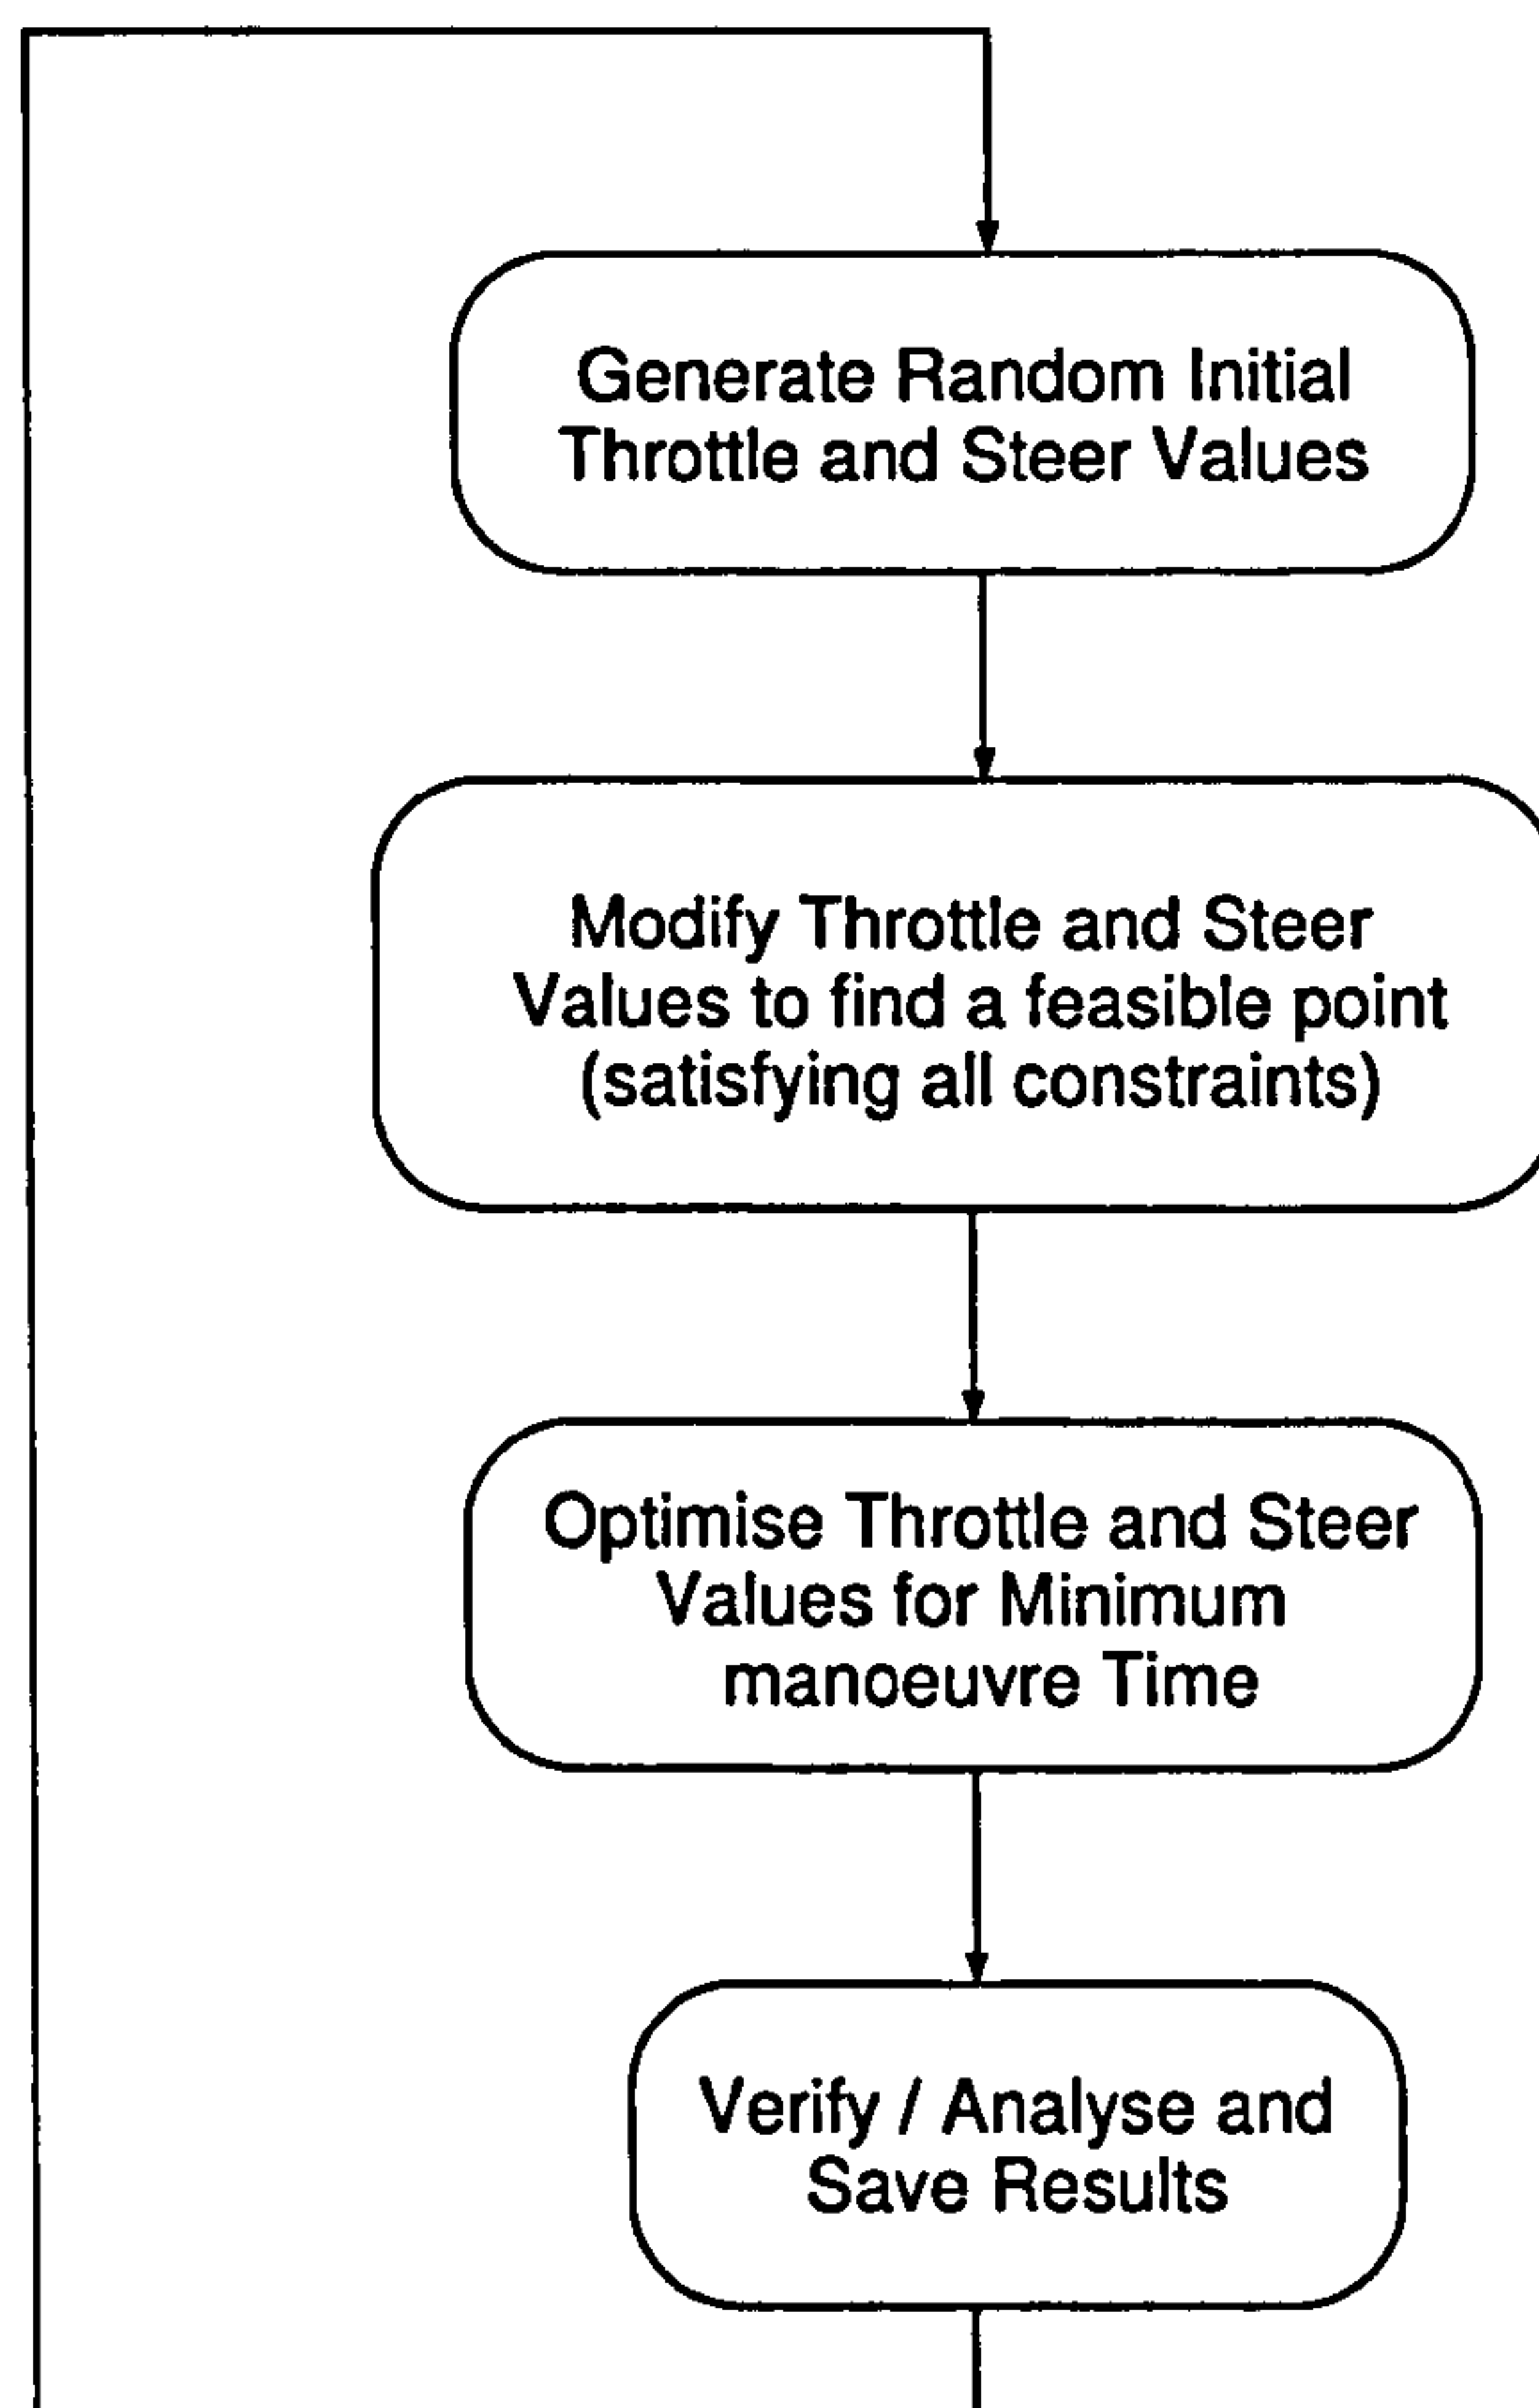 Generate Random Initial
Throttle and Steer Values
Modify Throttle and Steer
Values to find a feasible point
(satisfying all constraints)
Optimise Throttle and Steer
Values for Minimum
manoeuvre Time
Verify / Analyse and
Save Results